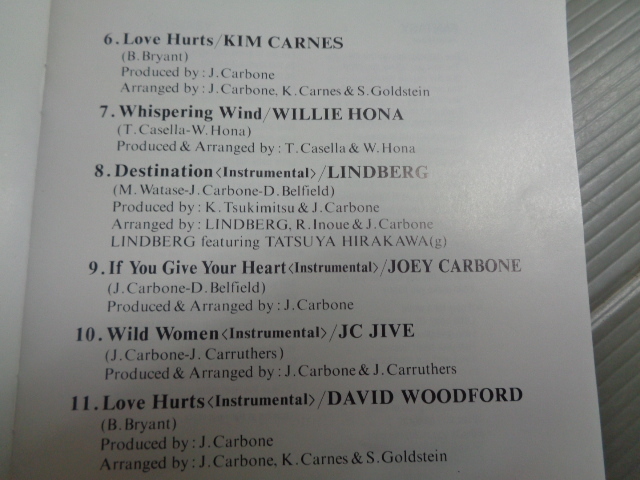 6. Love Hurts/KIM CARNES
(B. Bryant)
Produced by : J. Carbone
Arranged by : J. Carbone, K. Carnes & S. Goldstein
7. Whispering Wind/WILLIE HONA
(T. Casella-W. Hona)
Produced & Arranged by : T. Casella & W. Hona
8. Destination<Instrumental>/LINDBERG
(M. Watase-J. Carbone-D. Belfield)
Produced by : K. Tsukimitsu & J. Carbone
Arranged by : LINDBERG, R. Inoue & J. Carbone
LINDBERG featuring TATSUYA HIRAKAWA(g)
9. If You Give Your Heart<Instrumental>/JOEY CARBONE
(J. Carbone-D. Belfield)
Produced & Arranged by : J. Carbone
10. Wild Women<Instrumental>/JC JIVE
(J. Carbone-J. Carruthers)
Produced & Arranged by : J. Carbone & J. Carruthers
11. Love Hurts<Instrumental>/DAVID WOODFORD
(B. Bryant)
Produced by : J. Carbone
Arranged by : J. Carbone, K. Carnes & S. Goldstein